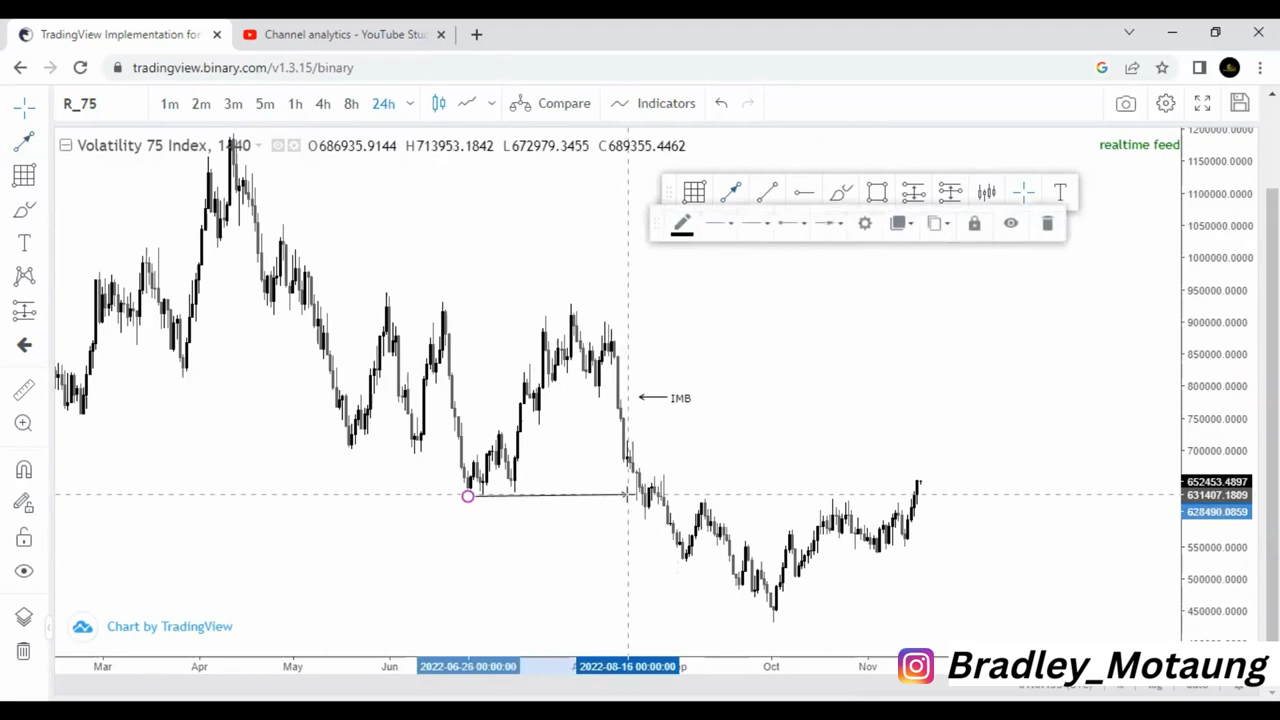 TradingView Implementation for
Channel analytics - YouTube Stu
tradingview.binary.com/v1.3.15/binary
R_75 1m 2m 3m 5m 1h 4h 8h 24h Compare Indicators
Volatility 75 Index, 1440 O686935.9144 H713953.1842 L672979.3455 C689355.4462
realtime feed
T
T
1200000.0000
1150000.0000
1100000.0000
1050000.0000
1000000.0000
950000.0000
900000.0000
850000.0000
800000.0000
750000.0000
700000.0000
652453.4897
631407.1809
628490.0859
550000.0000
500000.0000
450000.0000
IMB
Chart by TradingView
Mar Apr May Jun 2022-06-26 00:00:00 2022-08-16 00:00:00 Oct Nov
Bradley_Motaung